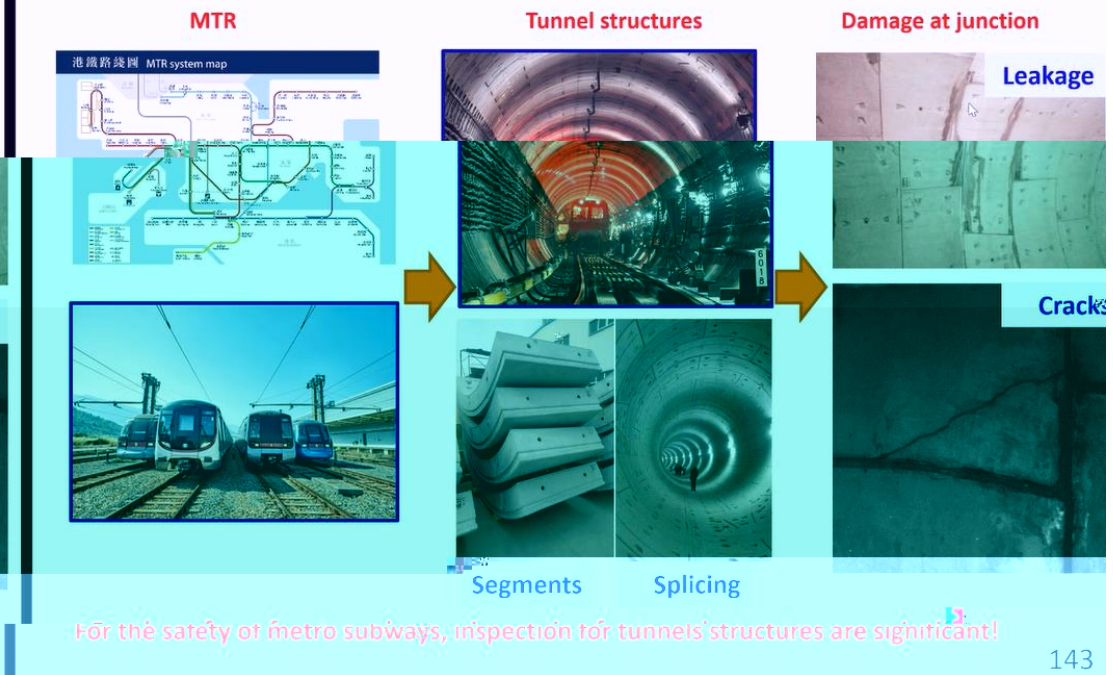 MTR
Tunnel structures
Damage at junction
港鐵路綫圖 MTR system map
Leakage
6018
Cracks
Segments
Splicing
For the safety of metro subways, inspection for tunnels structures are significant!
143